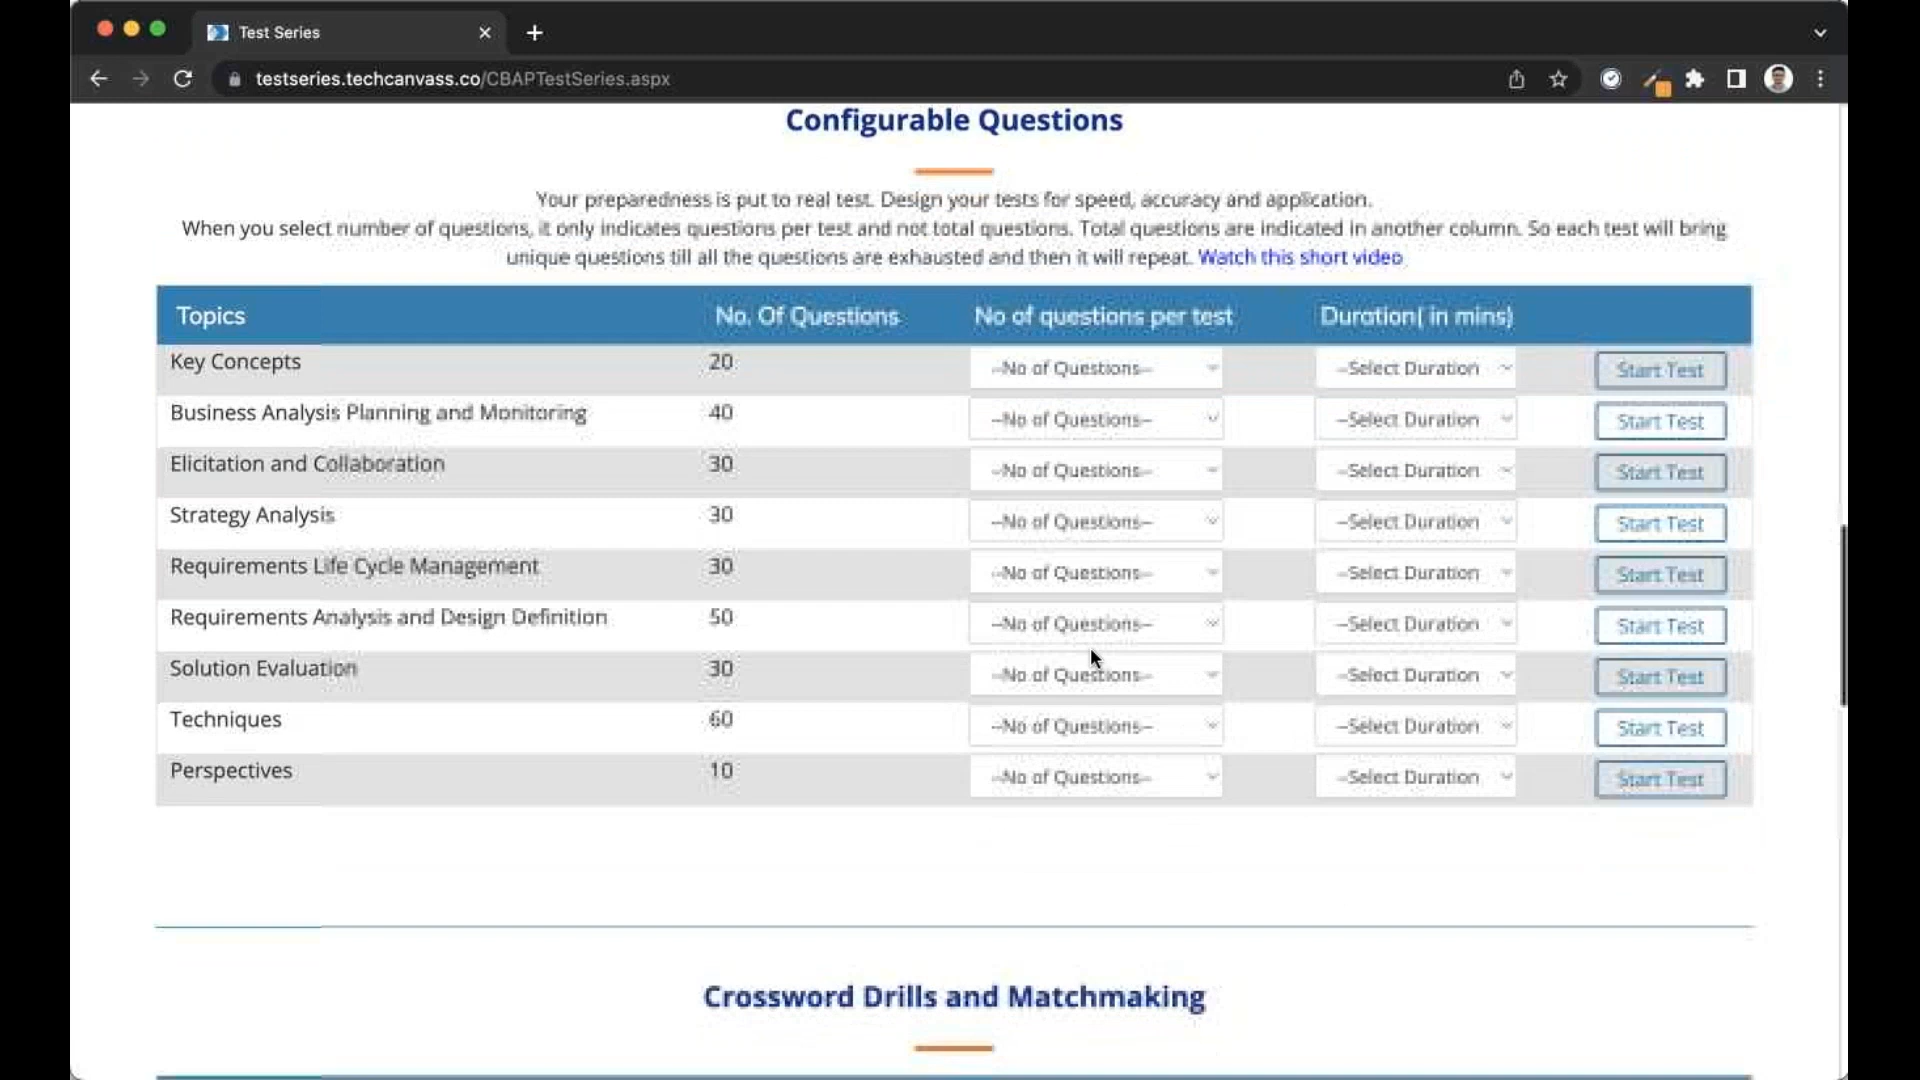 Test Series
testseries.techcanvass.co/CBAPTestSeries.aspx
Configurable Questions
Your preparedness is put to real test. Design your tests for speed, accuracy and application.
When you select number of questions, it only indicates questions per test and not total questions. Total questions are indicated in another column. So each test will bring
unique questions till all the questions are exhausted and then it will repeat. Watch this short video
Topics No. Of Questions No of questions per test Duration( in mins)
Key Concepts 20 --No of Questions-- --Select Duration Start Test
Business Analysis Planning and Monitoring 40 --No of Questions-- --Select Duration Start Test
Elicitation and Collaboration 30 --No of Questions-- --Select Duration Start Test
Strategy Analysis 30 --No of Questions-- --Select Duration Start Test
Requirements Life Cycle Management 30 --No of Questions-- --Select Duration Start Test
Requirements Analysis and Design Definition 50 --No of Questions-- --Select Duration Start Test
Solution Evaluation 30 --No of Questions-- --Select Duration Start Test
Techniques 60 --No of Questions-- --Select Duration Start Test
Perspectives 10 --No of Questions-- --Select Duration Start Test
Crossword Drills and Matchmaking